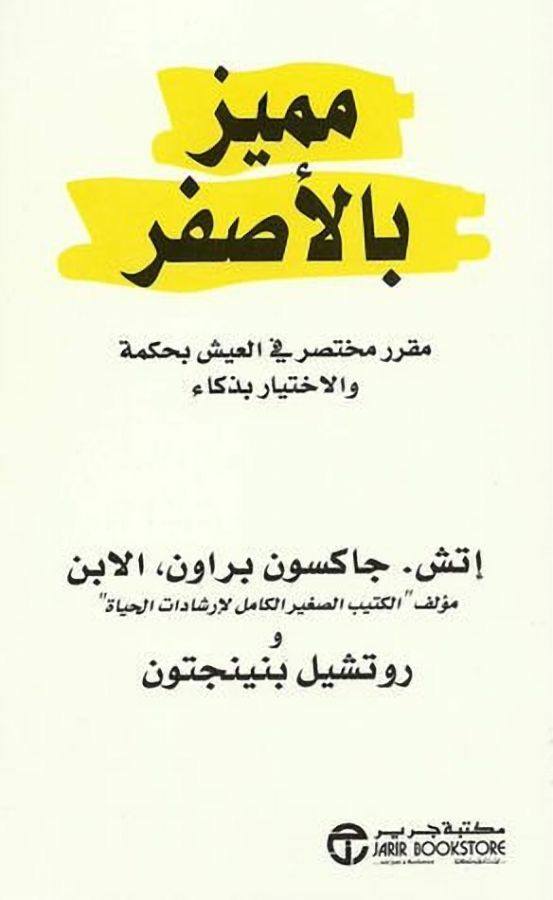 مميز
بالأصفر
مقرر مختصر في العيش بحكمة
والاختيار بذكاء
إتش. جاكسون براون، الابن
مؤلف "الكتيب الصغير الكامل لإرشادات الحياة"
و
روتشيل بنينجتون
مكتبة جرير
JARIR BOOKSTORE